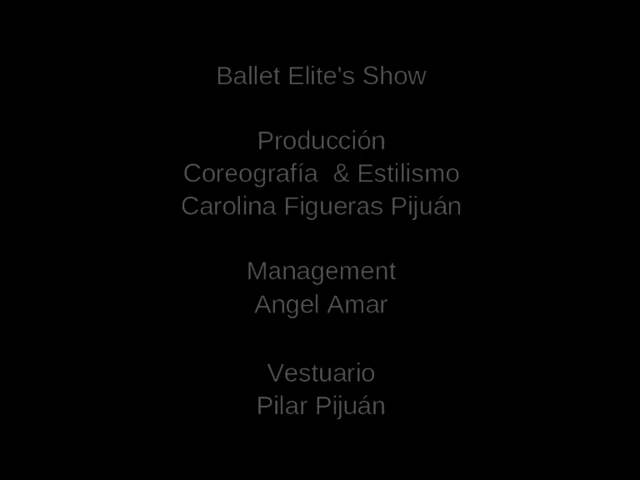 Ballet Elite's Show
Producción
Coreografía  & Estilismo
Carolina Figueras Pijuán
Management
Angel Amar
Vestuario
Pilar Pijuán